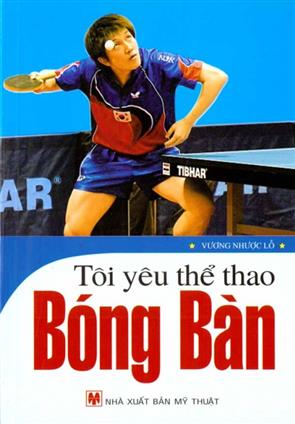 TIBHAR
AR
VƯƠNG NHƯỢC LỖ
Tôi yêu thể thao
Bóng Bàn
NHÀ XUẤT BẢN MỸ THUẬT